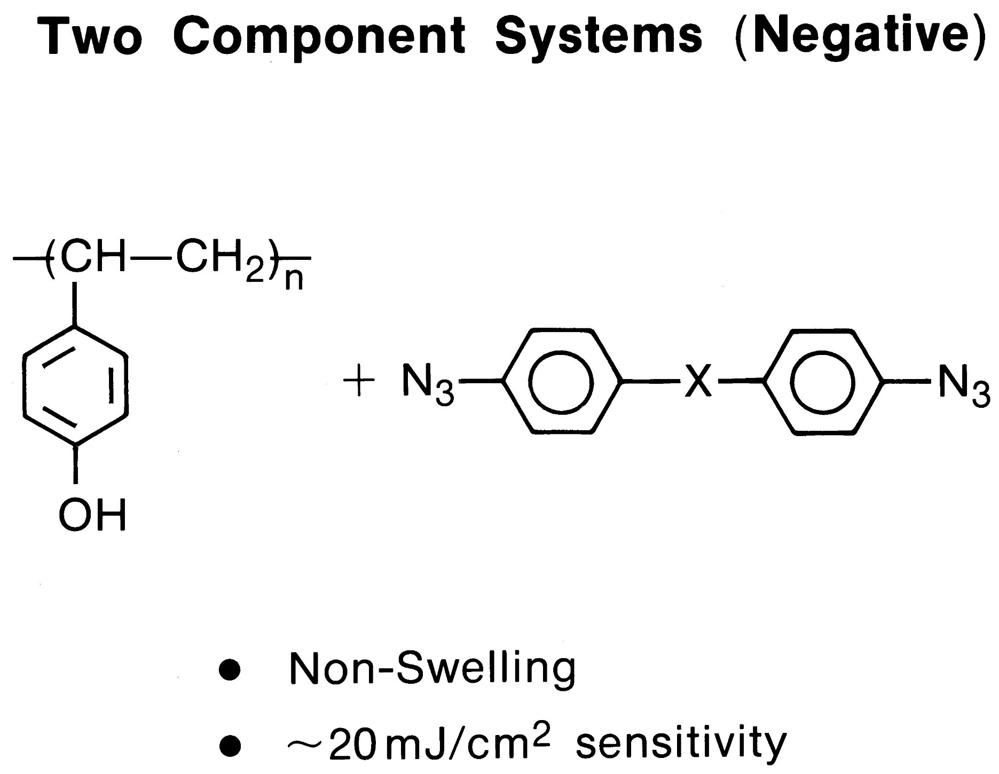 Two Component Systems (Negative)
—(CH—CH₂)ₙ—
OH
+ N₃—X—N₃
• Non-Swelling
• ~20 mJ/cm² sensitivity